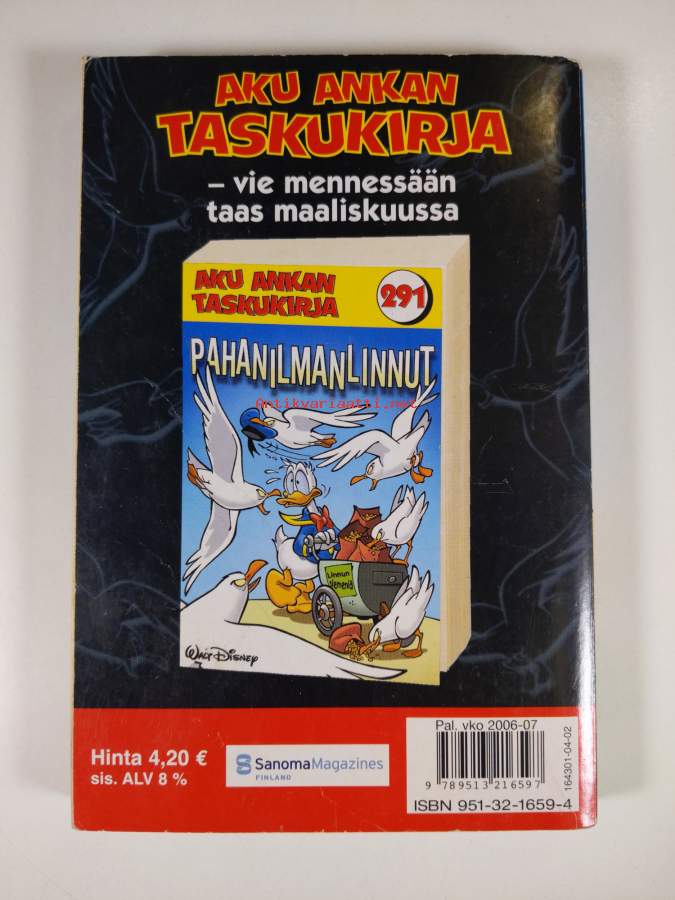 AKU ANKAN
TASKUKIRJA
– vie mennessään
taas maaliskuussa
AKU ANKAN
TASKUKIRJA
291
PAHANILMANLINNUT
Antikvariaatti.net
Linnun
siemeniä
WALT DISNEY
Hinta 4,20 €
sis. ALV 8 %
SanomaMagazines
FINLAND
Pal. vko 2006-07
9 789513 216597
ISBN 951-32-1659-4
164301-04-02